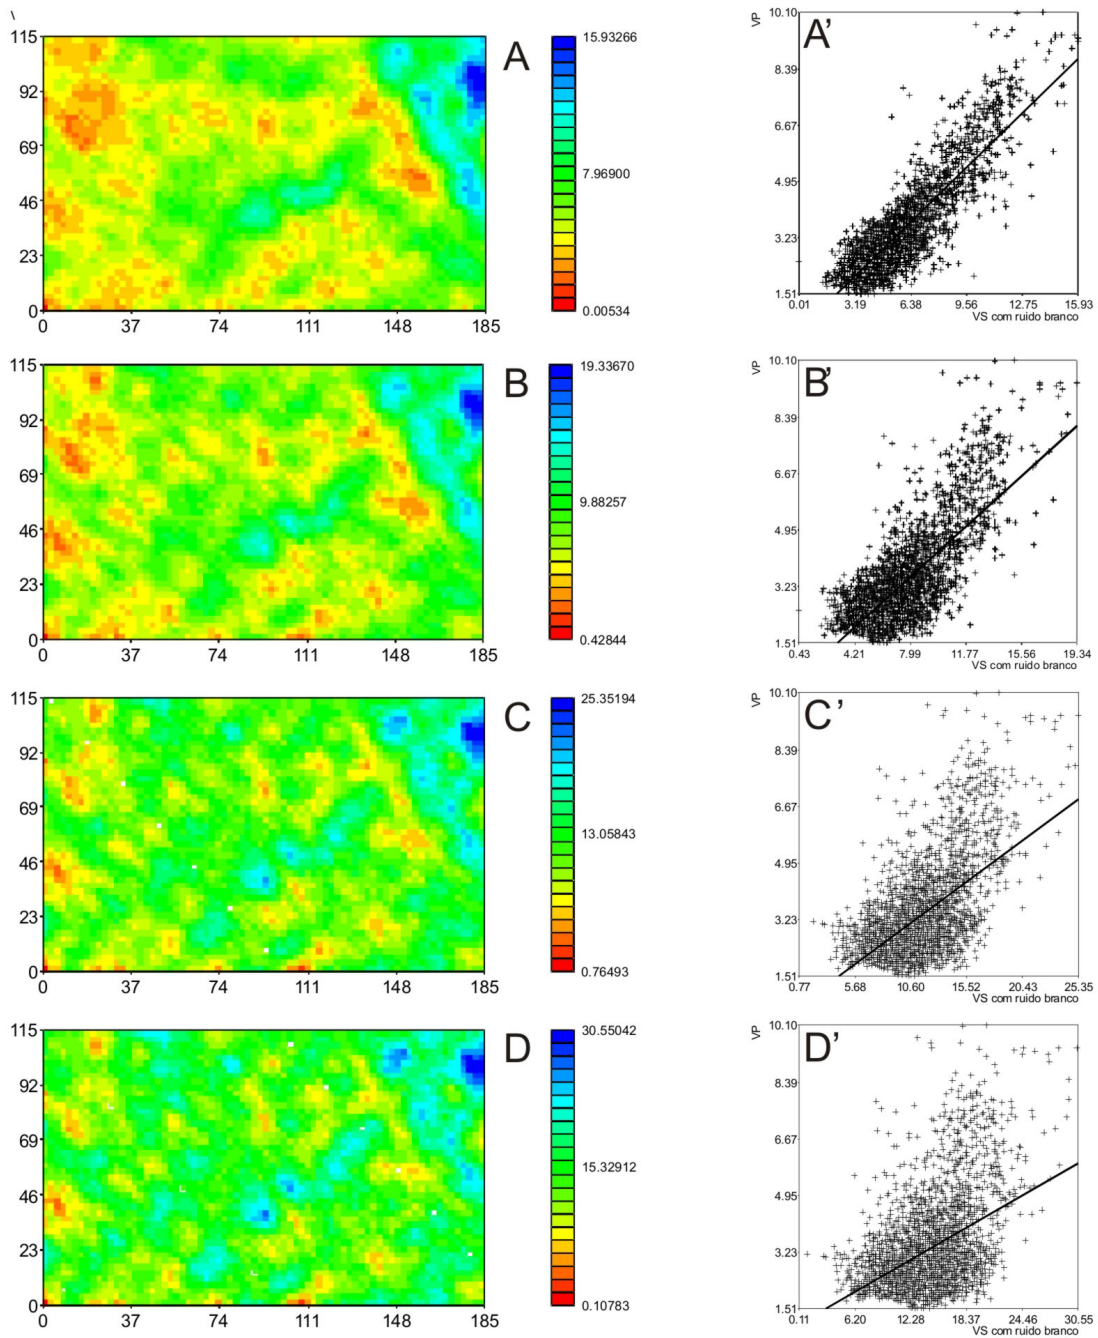 \
115 92 69 46 23 0
0 37 74 111 148 185
A
15.93266
7.96900
0.00534
A'
VP
10.10 8.39 6.67 4.95 3.23 1.51
0.01 3.19 6.38 9.56 12.75 15.93
VS com ruido branco
115 92 69 46 23 0
0 37 74 111 148 185
B
19.33670
9.88257
0.42844
B'
VP
10.10 8.39 6.67 4.95 3.23 1.51
0.43 4.21 7.99 11.77 15.56 19.34
VS com ruido branco
115 92 69 46 23 0
0 37 74 111 148 185
C
25.35194
13.05843
0.76493
C'
VP
10.10 8.39 6.67 4.95 3.23 1.51
0.77 5.68 10.60 15.52 20.43 25.35
VS com ruido branco
115 92 69 46 23 0
0 37 74 111 148 185
D
30.55042
15.32912
0.10783
D'
VP
10.10 8.39 6.67 4.95 3.23 1.51
0.11 6.20 12.28 18.37 24.46 30.55
VS com ruido branco